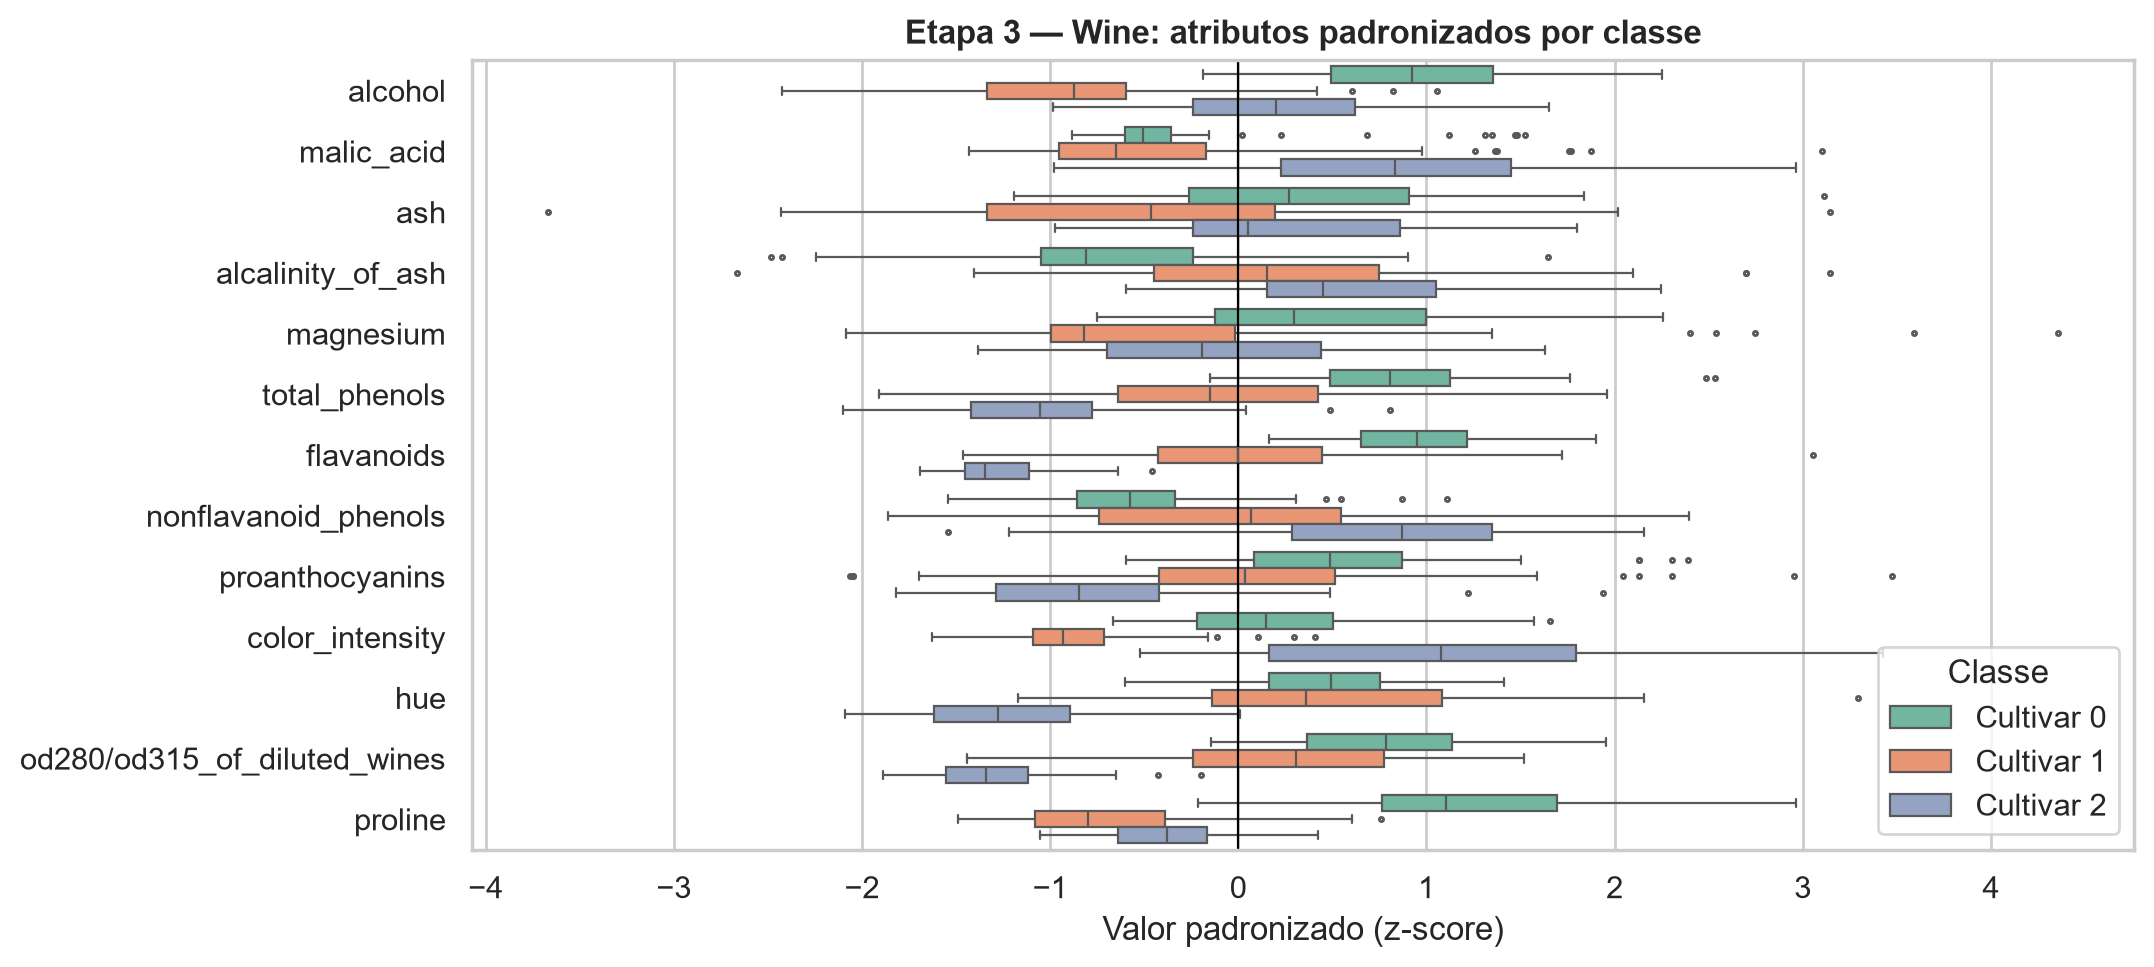 Etapa 3 — Wine: atributos padronizados por classe
alcohol
malic_acid
ash
alcalinity_of_ash
magnesium
total_phenols
flavanoids
nonflavanoid_phenols
proanthocyanins
color_intensity
hue
od280/od315_of_diluted_wines
proline
Classe
Cultivar 0
Cultivar 1
Cultivar 2
−4 −3 −2 −1 0 1 2 3 4
Valor padronizado (z-score)